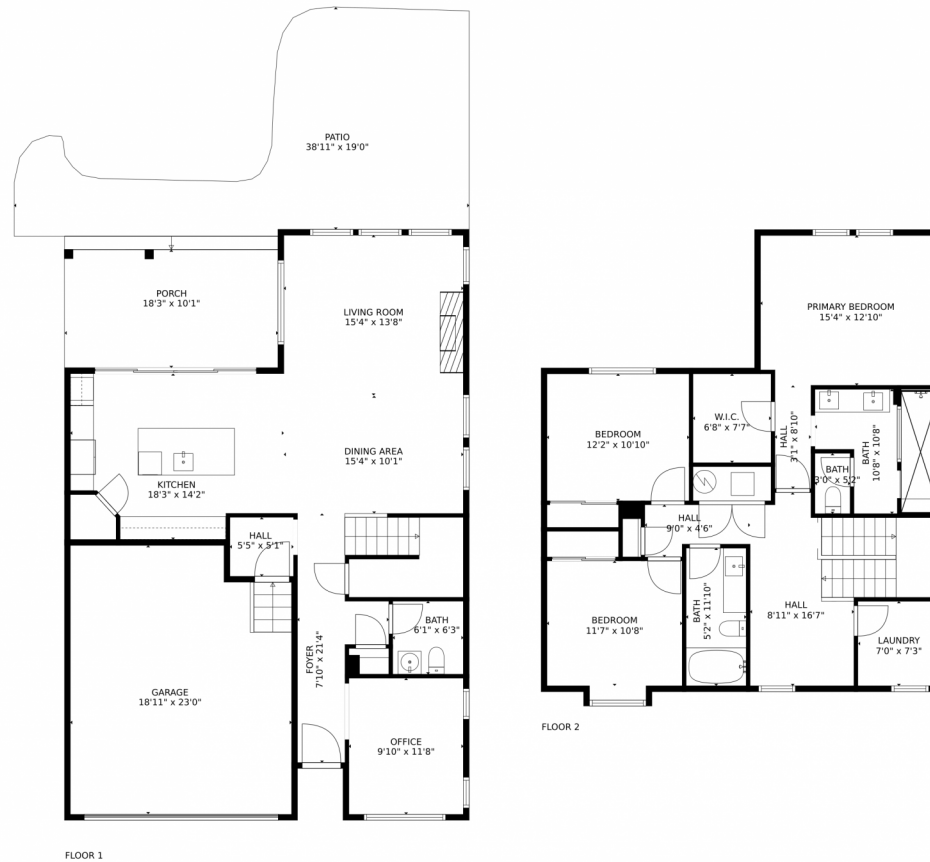 PATIO
38'11" x 19'0"
PORCH
18'3" x 10'1"
LIVING ROOM
15'4" x 13'8"
DINING AREA
15'4" x 10'1"
KITCHEN
18'3" x 14'2"
HALL
5'5" x 5'1"
BATH
6'1" x 6'3"
FOYER
7'10" x 21'4"
GARAGE
18'11" x 23'0"
OFFICE
9'10" x 11'8"
FLOOR 1
PRIMARY BEDROOM
15'4" x 12'10"
W.I.C.
6'8" x 7'7"
HALL
3'1" x 8'10"
BEDROOM
12'2" x 10'10"
BATH
10'8" x 10'8"
BATH
3'0" x 5'2"
HALL
9'0" x 4'6"
BATH
5'2" x 11'10"
HALL
8'11" x 16'7"
BEDROOM
11'7" x 10'8"
LAUNDRY
7'0" x 7'3"
FLOOR 2